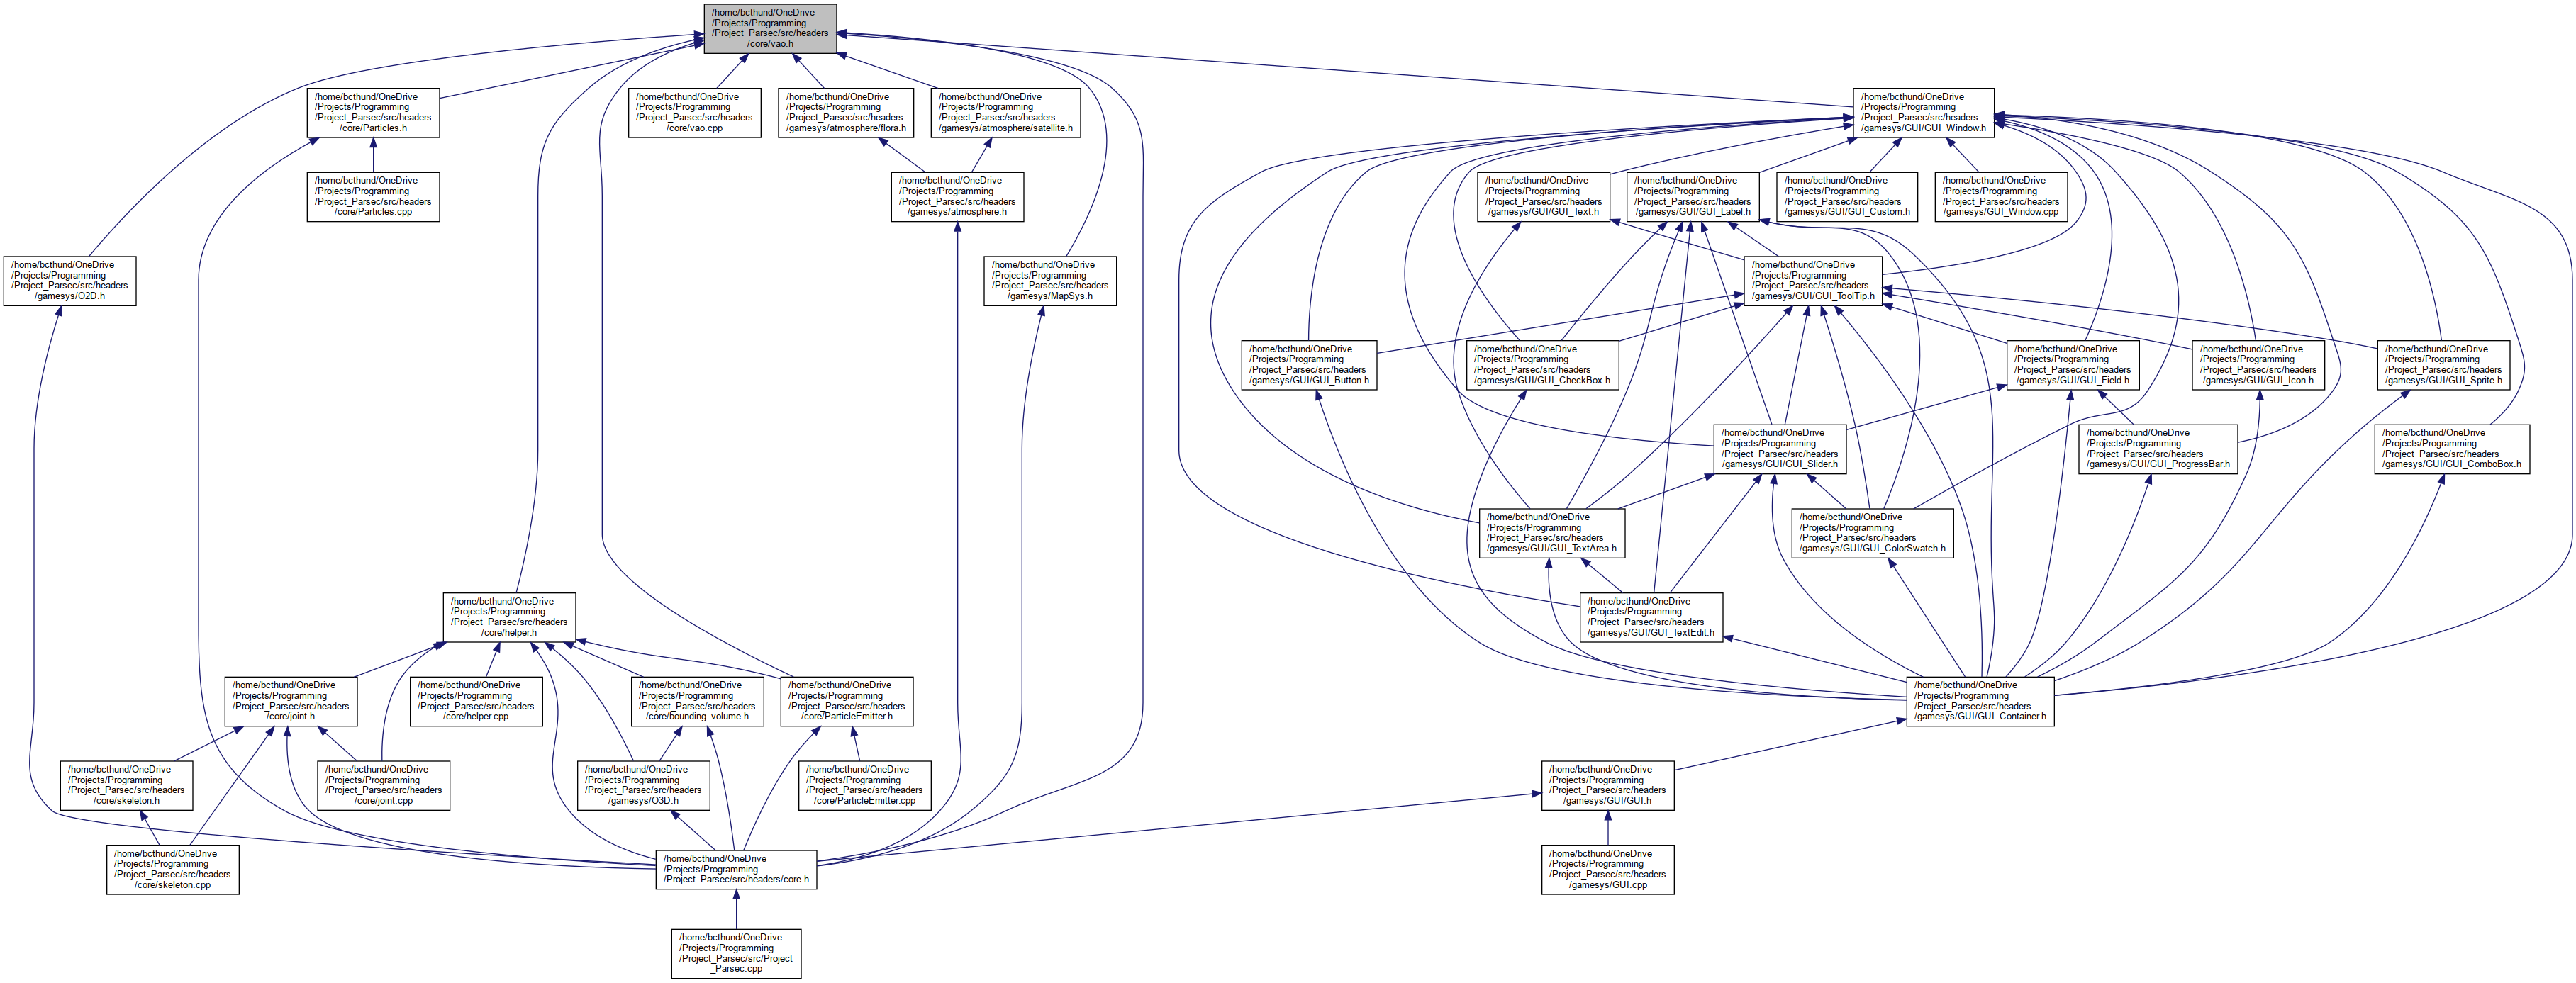 /home/bcthund/OneDrive
/Projects/Programming
/Project_Parsec/src/headers
/core/vao.h
/home/bcthund/OneDrive
/Projects/Programming
/Project_Parsec/src/headers
/core/Particles.h
/home/bcthund/OneDrive
/Projects/Programming
/Project_Parsec/src/headers
/core/vao.cpp
/home/bcthund/OneDrive
/Projects/Programming
/Project_Parsec/src/headers
/gamesys/atmosphere/flora.h
/home/bcthund/OneDrive
/Projects/Programming
/Project_Parsec/src/headers
/gamesys/atmosphere/satellite.h
/home/bcthund/OneDrive
/Projects/Programming
/Project_Parsec/src/headers
/gamesys/GUI/GUI_Window.h
/home/bcthund/OneDrive
/Projects/Programming
/Project_Parsec/src/headers
/core/Particles.cpp
/home/bcthund/OneDrive
/Projects/Programming
/Project_Parsec/src/headers
/gamesys/atmosphere.h
/home/bcthund/OneDrive
/Projects/Programming
/Project_Parsec/src/headers
/gamesys/GUI/GUI_Text.h
/home/bcthund/OneDrive
/Projects/Programming
/Project_Parsec/src/headers
/gamesys/GUI/GUI_Label.h
/home/bcthund/OneDrive
/Projects/Programming
/Project_Parsec/src/headers
/gamesys/GUI/GUI_Custom.h
/home/bcthund/OneDrive
/Projects/Programming
/Project_Parsec/src/headers
/gamesys/GUI_Window.cpp
/home/bcthund/OneDrive
/Projects/Programming
/Project_Parsec/src/headers
/gamesys/O2D.h
/home/bcthund/OneDrive
/Projects/Programming
/Project_Parsec/src/headers
/gamesys/MapSys.h
/home/bcthund/OneDrive
/Projects/Programming
/Project_Parsec/src/headers
/gamesys/GUI/GUI_ToolTip.h
/home/bcthund/OneDrive
/Projects/Programming
/Project_Parsec/src/headers
/gamesys/GUI/GUI_Button.h
/home/bcthund/OneDrive
/Projects/Programming
/Project_Parsec/src/headers
/gamesys/GUI/GUI_CheckBox.h
/home/bcthund/OneDrive
/Projects/Programming
/Project_Parsec/src/headers
/gamesys/GUI/GUI_Field.h
/home/bcthund/OneDrive
/Projects/Programming
/Project_Parsec/src/headers
/gamesys/GUI/GUI_Icon.h
/home/bcthund/OneDrive
/Projects/Programming
/Project_Parsec/src/headers
/gamesys/GUI/GUI_Sprite.h
/home/bcthund/OneDrive
/Projects/Programming
/Project_Parsec/src/headers
/gamesys/GUI/GUI_Slider.h
/home/bcthund/OneDrive
/Projects/Programming
/Project_Parsec/src/headers
/gamesys/GUI/GUI_ProgressBar.h
/home/bcthund/OneDrive
/Projects/Programming
/Project_Parsec/src/headers
/gamesys/GUI/GUI_ComboBox.h
/home/bcthund/OneDrive
/Projects/Programming
/Project_Parsec/src/headers
/gamesys/GUI/GUI_TextArea.h
/home/bcthund/OneDrive
/Projects/Programming
/Project_Parsec/src/headers
/gamesys/GUI/GUI_ColorSwatch.h
/home/bcthund/OneDrive
/Projects/Programming
/Project_Parsec/src/headers
/core/helper.h
/home/bcthund/OneDrive
/Projects/Programming
/Project_Parsec/src/headers
/gamesys/GUI/GUI_TextEdit.h
/home/bcthund/OneDrive
/Projects/Programming
/Project_Parsec/src/headers
/core/joint.h
/home/bcthund/OneDrive
/Projects/Programming
/Project_Parsec/src/headers
/core/helper.cpp
/home/bcthund/OneDrive
/Projects/Programming
/Project_Parsec/src/headers
/core/bounding_volume.h
/home/bcthund/OneDrive
/Projects/Programming
/Project_Parsec/src/headers
/core/ParticleEmitter.h
/home/bcthund/OneDrive
/Projects/Programming
/Project_Parsec/src/headers
/gamesys/GUI/GUI_Container.h
/home/bcthund/OneDrive
/Projects/Programming
/Project_Parsec/src/headers
/core/skeleton.h
/home/bcthund/OneDrive
/Projects/Programming
/Project_Parsec/src/headers
/core/joint.cpp
/home/bcthund/OneDrive
/Projects/Programming
/Project_Parsec/src/headers
/gamesys/O3D.h
/home/bcthund/OneDrive
/Projects/Programming
/Project_Parsec/src/headers
/core/ParticleEmitter.cpp
/home/bcthund/OneDrive
/Projects/Programming
/Project_Parsec/src/headers
/gamesys/GUI/GUI.h
/home/bcthund/OneDrive
/Projects/Programming
/Project_Parsec/src/headers
/core/skeleton.cpp
/home/bcthund/OneDrive
/Projects/Programming
/Project_Parsec/src/headers/core.h
/home/bcthund/OneDrive
/Projects/Programming
/Project_Parsec/src/headers
/gamesys/GUI.cpp
/home/bcthund/OneDrive
/Projects/Programming
/Project_Parsec/src/Project
_Parsec.cpp